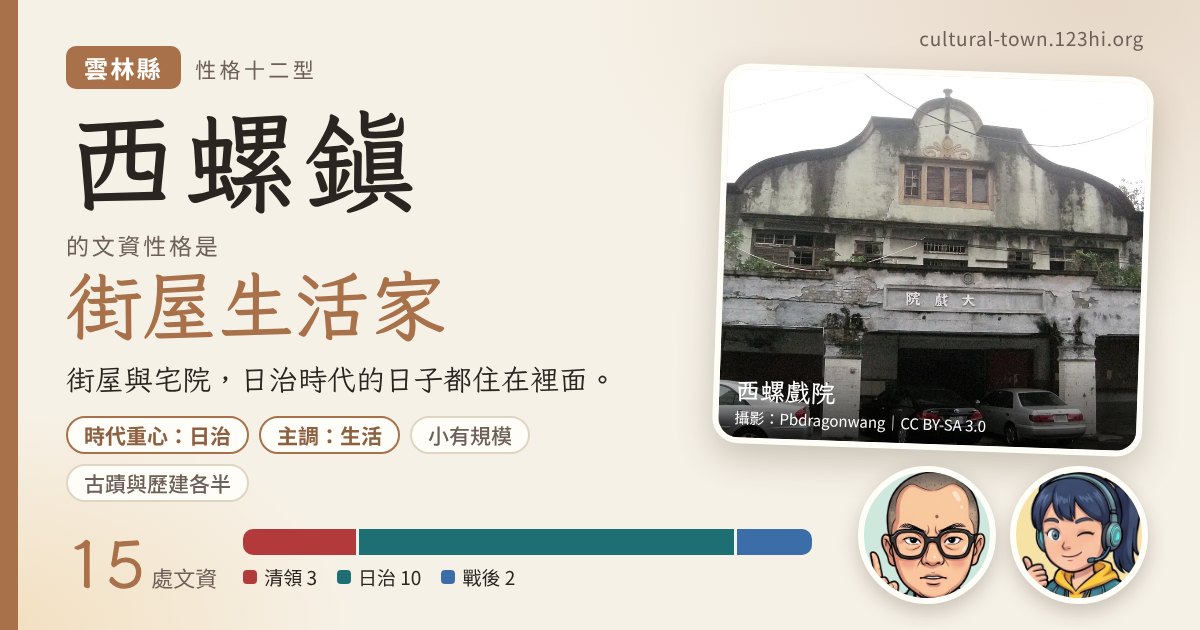 cultural-town.123hi.org
雲林縣 性格十二型
西螺鎮
的文資性格是
街屋生活家
街屋與宅院，日治時代的日子都住在裡面。
時代重心：日治 主調：生活 小有規模
古蹟與歷建各半
15 處文資
清領 3 日治 10 戰後 2
院戲大
西螺戲院
攝影：Pbdragonwang｜CC BY-SA 3.0